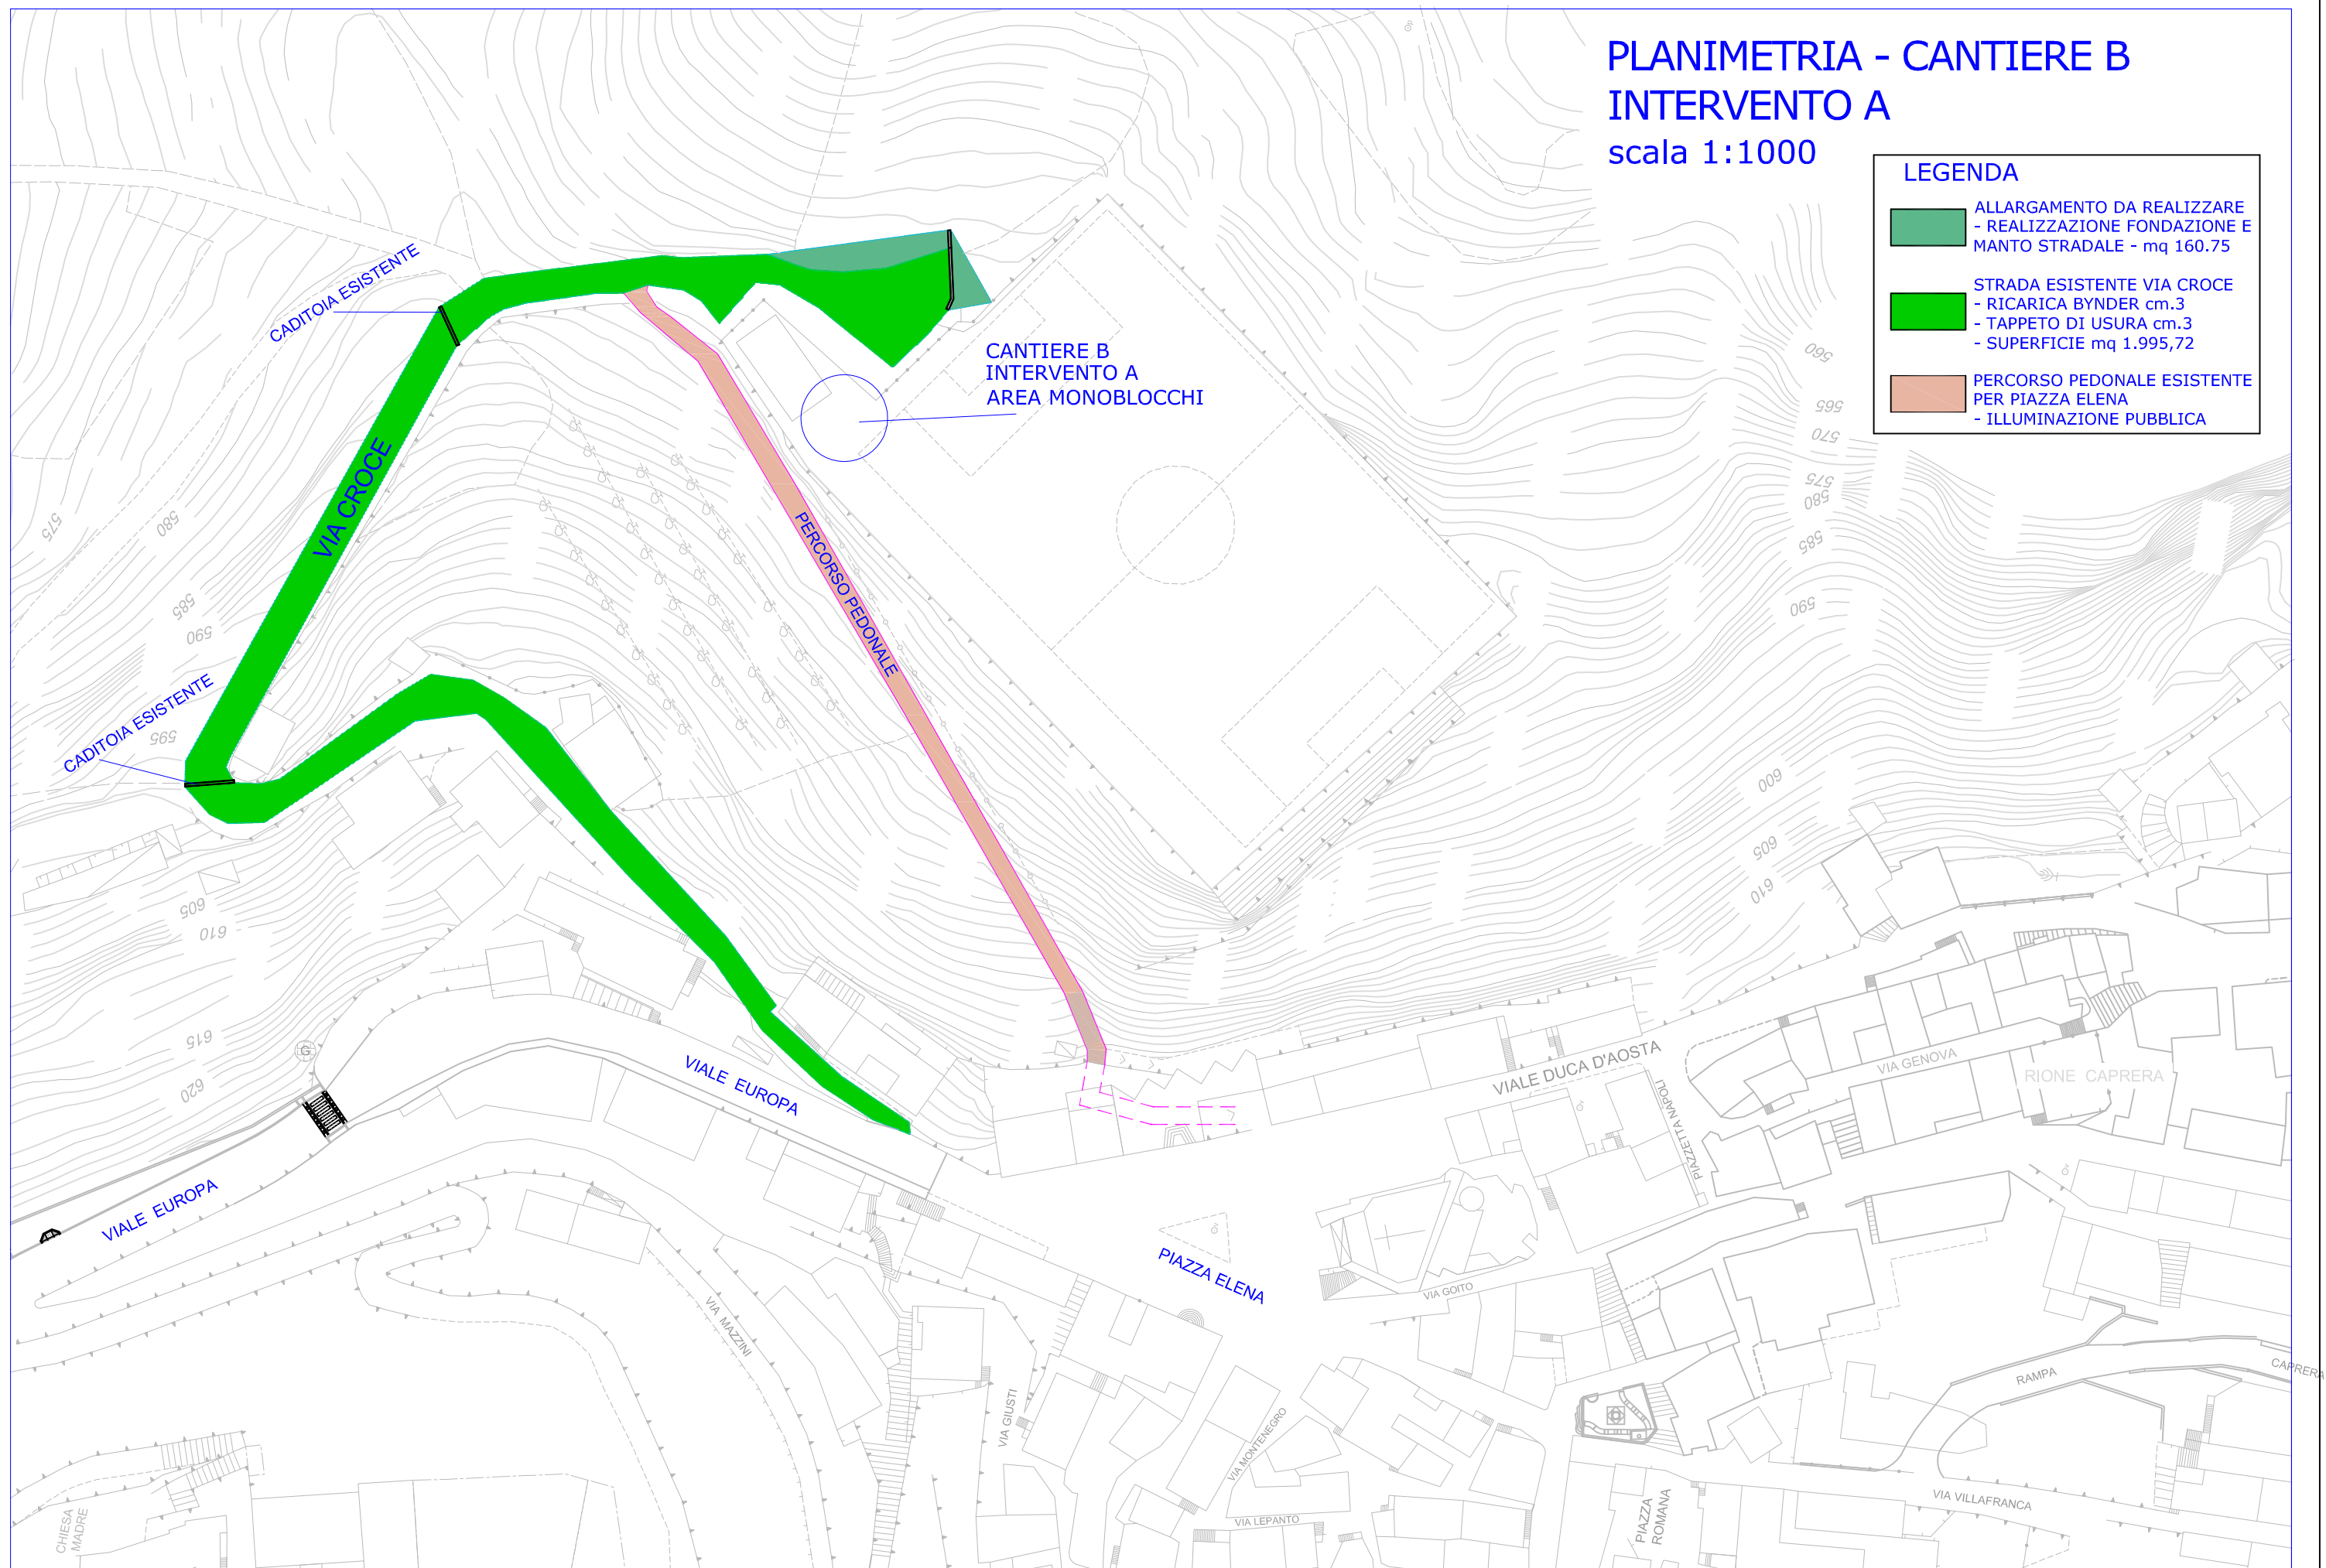 PLANIMETRIA - CANTIERE B
INTERVENTO A
scala 1:1000
LEGENDA
ALLARGAMENTO DA REALIZZARE
- REALIZZAZIONE FONDAZIONE E
MANTO STRADALE - mq 160.75
STRADA ESISTENTE VIA CROCE
- RICARICA BYNDER cm.3
- TAPPETO DI USURA cm.3
- SUPERFICIE mq 1.995,72
PERCORSO PEDONALE ESISTENTE
PER PIAZZA ELENA
- ILLUMINAZIONE PUBBLICA
CADITOIA ESISTENTE
CANTIERE B
INTERVENTO A
AREA MONOBLOCCHI
VIA CROCE
PERCORSO PEDONALE
CADITOIA ESISTENTE
575
580
585
590
595
605
610
615
620
560
565
570
575
580
585
590
600
605
610
G
VIALE EUROPA
VIALE EUROPA
PIAZZA ELENA
VIALE DUCA D'AOSTA
PIAZZETTA NAPOLI
VIA GENOVA
RIONE CAPRERA
VIA GOITO
VIA MAZZINI
VIA GIUSTI
VIA MONTENEGRO
VIA LEPANTO
PIAZZA
ROMANA
VIA VILLAFRANCA
RAMPA
CAPRERA
CHIESA
MADRE